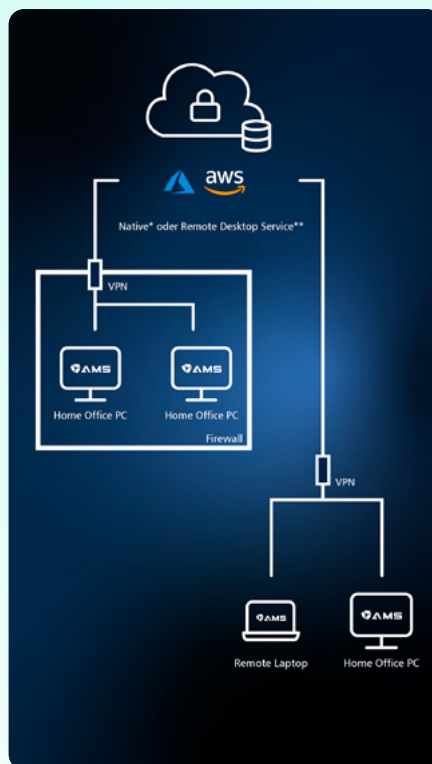 aws
Native* oder Remote Desktop Service**
VPN
AMS
AMS
Home Office PC
Home Office PC
Firewall
VPN
AMS
AMS
Remote Laptop
Home Office PC